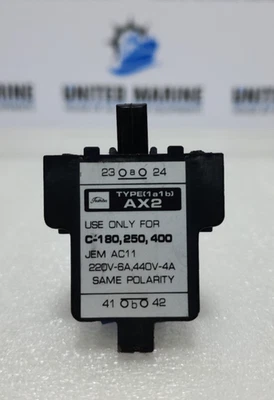 UNITED MARINE
23 a 24
Toshiba
TYPE(1a1b)
AX2
USE ONLY FOR
C-180,250,400
JEM AC11
220V-6A,440V-4A
SAME POLARITY
41 b 42